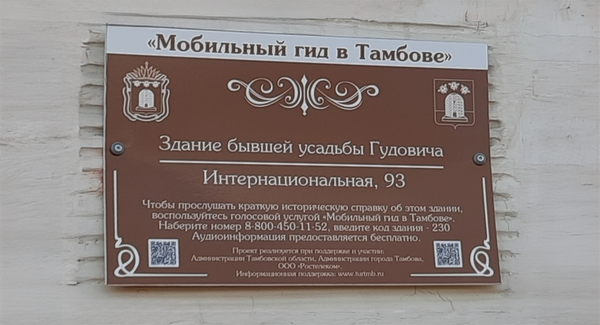 «Мобильный гид в Тамбове»
Здание бывшей усадьбы Гудовича
Интернациональная, 93
Чтобы прослушать краткую историческую справку об этом здании,
воспользуйтесь голосовой услугой «Мобильный гид в Тамбове».
Наберите номер 8-800-450-11-52, введите код здания - 230
Аудиоинформация предоставляется бесплатно.
Проект реализуется при поддержке и участии:
Администрации Тамбовской области, Администрации города Тамбова,
ООО «Ростелеком».
Информационная поддержка: www.turtmb.ru